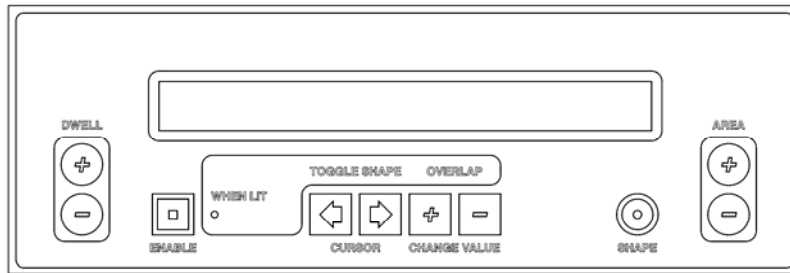 DWELL
AREA
TOGGLE SHAPE OVERLAP
WHEN LIT
ENABLE
CURSOR
CHANGE VALUE
SHAPE